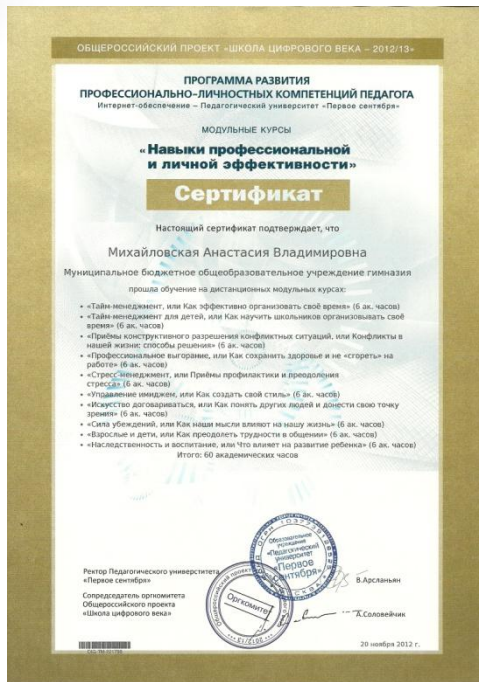 ОБЩЕРОССИЙСКИЙ ПРОЕКТ «ШКОЛА ЦИФРОВОГО ВЕКА – 2012/13»
ПРОГРАММА РАЗВИТИЯ
ПРОФЕССИОНАЛЬНО-ЛИЧНОСТНЫХ КОМПЕТЕНЦИЙ ПЕДАГОГА
Интернет-обеспечение – Педагогический университет «Первое сентября»
МОДУЛЬНЫЕ КУРСЫ
«Навыки профессиональной
и личной эффективности»
Сертификат
Настоящий сертификат подтверждает, что
Михайловская Анастасия Владимировна
Муниципальное бюджетное общеобразовательное учреждение гимназия
прошла обучение на дистанционных модульных курсах:
• «Тайм-менеджмент, или Как эффективно организовать своё время» (6 ак. часов)
• «Тайм-менеджмент для детей, или Как научить школьников организовывать своё
время» (6 ак. часов)
• «Приёмы конструктивного разрешения конфликтных ситуаций, или Конфликты в
нашей жизни: способы решения» (6 ак. часов)
• «Профессиональное выгорание, или Как сохранить здоровье и не «сгореть» на
работе» (6 ак. часов)
• «Стресс-менеджмент, или Приёмы профилактики и преодоления
стресса» (6 ак. часов)
• «Управление имиджем, или Как создать свой стиль» (6 ак. часов)
• «Искусство договариваться, или Как понять других людей и донести свою точку
зрения» (6 ак. часов)
• «Сила убеждений, или Как наши мысли влияют на нашу жизнь» (6 ак. часов)
• «Взрослые и дети, или Как преодолеть трудности в общении» (6 ак. часов)
• «Наследственность и воспитание, или Что влияет на развитие ребенка» (6 ак. часов)
Итого: 60 академических часов
Образовательное
учреждение
«Педагогический
университет
«Первое
сентября»
Ректор Педагогического университета
«Первое сентября»
В.Арсланьян
Сопредседатель оргкомитета
Общероссийского проекта
«Школа цифрового века»
Оргкомитет
А.Соловейчик
20 ноября 2012 г.